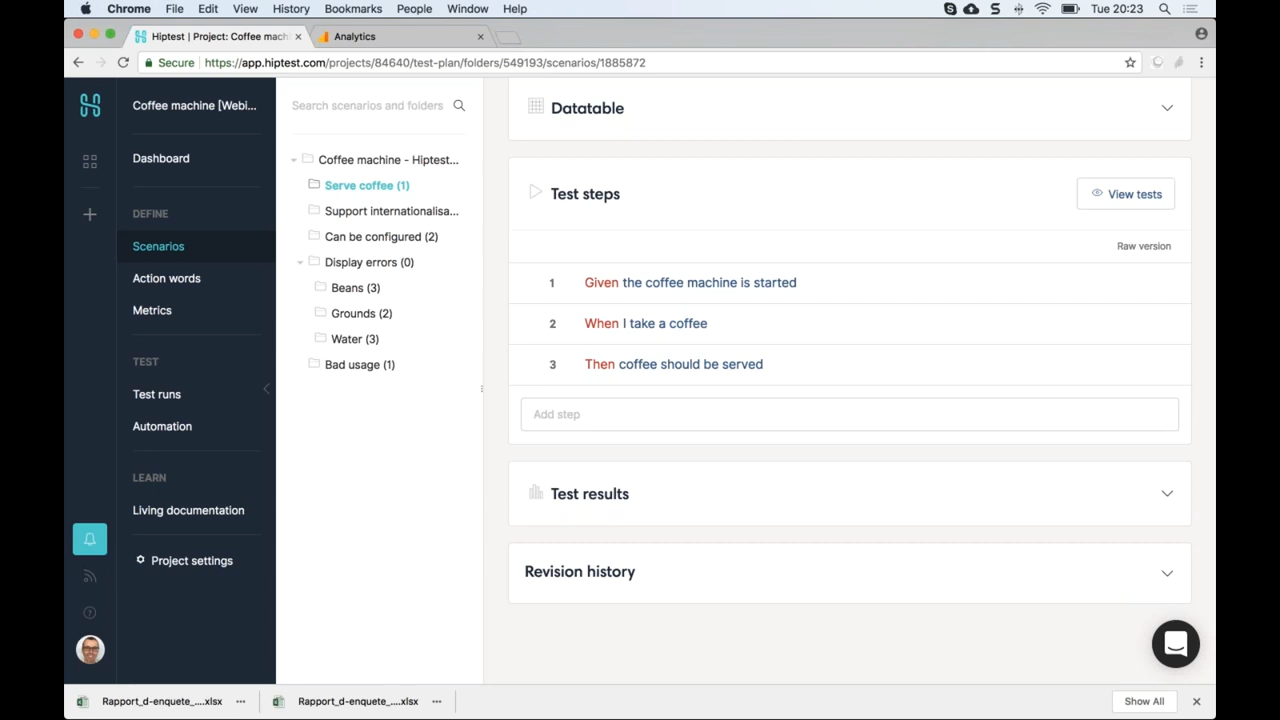 Chrome File Edit View History Bookmarks People Window Help
Tue 20:23
Hiptest | Project: Coffee mach
Analytics
Secure https://app.hiptest.com/projects/84640/test-plan/folders/549193/scenarios/1885872
Coffee machine [Webi...
Dashboard
DEFINE
Scenarios
Action words
Metrics
TEST
Test runs
Automation
LEARN
Living documentation
Project settings
Search scenarios and folders
Coffee machine - Hiptest...
Serve coffee (1)
Support internationalisa...
Can be configured (2)
Display errors (0)
Beans (3)
Grounds (2)
Water (3)
Bad usage (1)
Datatable
Test steps
View tests
Raw version
1 Given the coffee machine is started
2 When I take a coffee
3 Then coffee should be served
Add step
Test results
Revision history
Rapport_d-enquete_....xlsx
Rapport_d-enquete_....xlsx
Show All